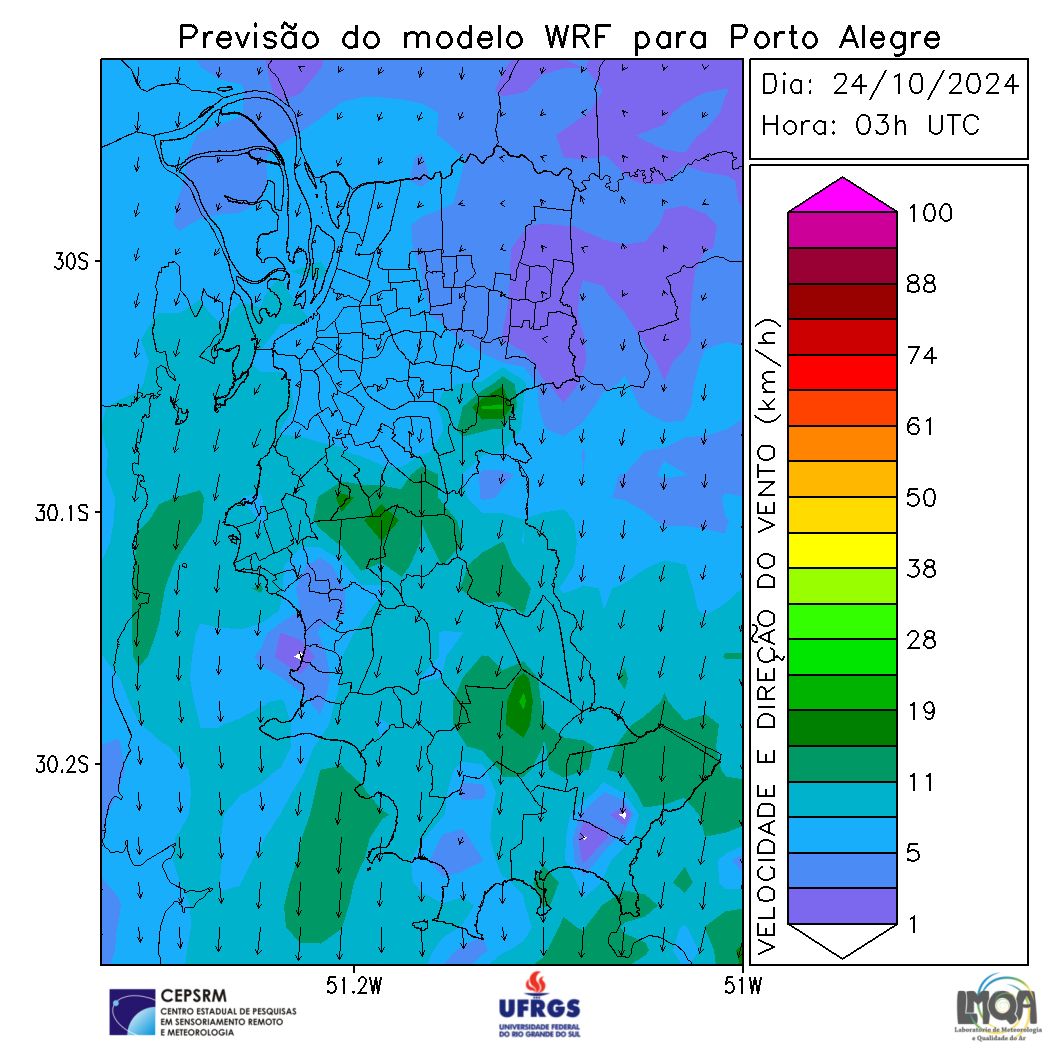 Previsão do modelo WRF para Porto Alegre
Dia: 24/10/2024
Hora: 03h UTC
30S
30.1S
30.2S
51.2W
51W
VELOCIDADE E DIREÇÃO DO VENTO (km/h)
100
88
74
61
50
38
28
19
11
5
1
CEPSRM
CENTRO ESTADUAL DE PESQUISAS
EM SENSORIAMENTO REMOTO
E METEOROLOGIA
UFRGS
UNIVERSIDADE FEDERAL
DO RIO GRANDE DO SUL
LMQA
Laboratório de Meteorologia
e Qualidade do Ar